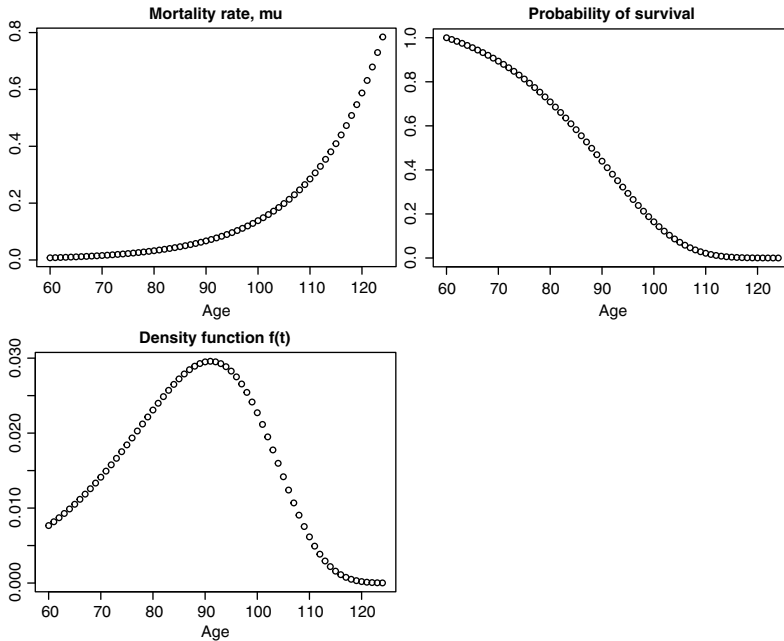 Mortality rate, mu
0.8
0.6
0.4
0.2
0.0
60 70 80 90 100 110 120
Age
Probability of survival
1.0
0.8
0.6
0.4
0.2
0.0
60 70 80 90 100 110 120
Age
Density function f(t)
0.030
0.020
0.010
0.000
60 70 80 90 100 110 120
Age